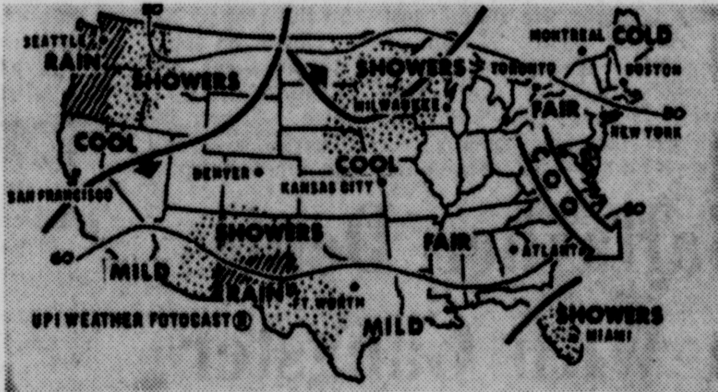 80
SEATTLE
RAIN
SHOWERS
MONTREAL
COLD
SHOWERS
TORONTO
BOSTON
MILWAUKEE
FAIR
80
NEW YORK
COOL
COOL
DENVER
KANSAS CITY
SAN FRANCISCO
COOL
SHOWERS
FAIR
60
ATLANTA
60
MILD
RAIN
FT. WORTH
UPI WEATHER FOTOCAST ®
MILD
SHOWERS
MIAMI